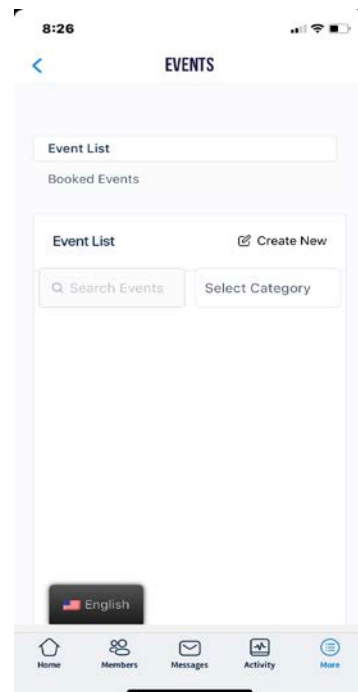 8:26
EVENTS
Event List
Booked Events
Event List Create New
Search Events Select Category
English
Home Members Messages Activity More